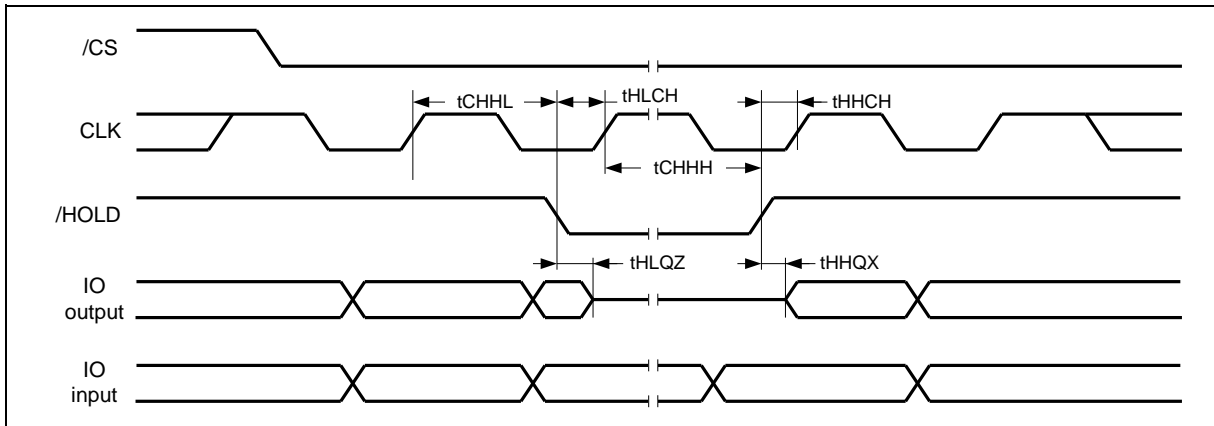 /CS
tCHHL
tHLCH
tHHCH
CLK
tCHHH
/HOLD
tHLQZ
tHHQX
IO
output
IO
input